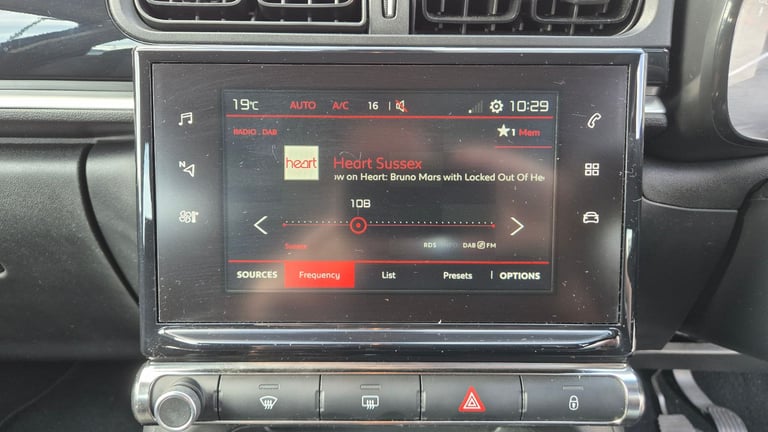 19°C AUTO A/C 16 10:29
RADIO . DAB 1 Mem
heart Heart Sussex
ow on Heart: Bruno Mars with Locked Out Of He
N
10B
Sussex RDS DAB FM
SOURCES Frequency List Presets OPTIONS